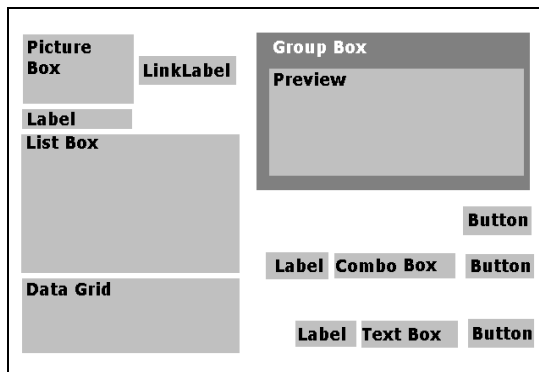 Picture
Box
LinkLabel
Label
List Box
Data Grid
Group Box
Preview
Button
Label Combo Box Button
Label Text Box Button